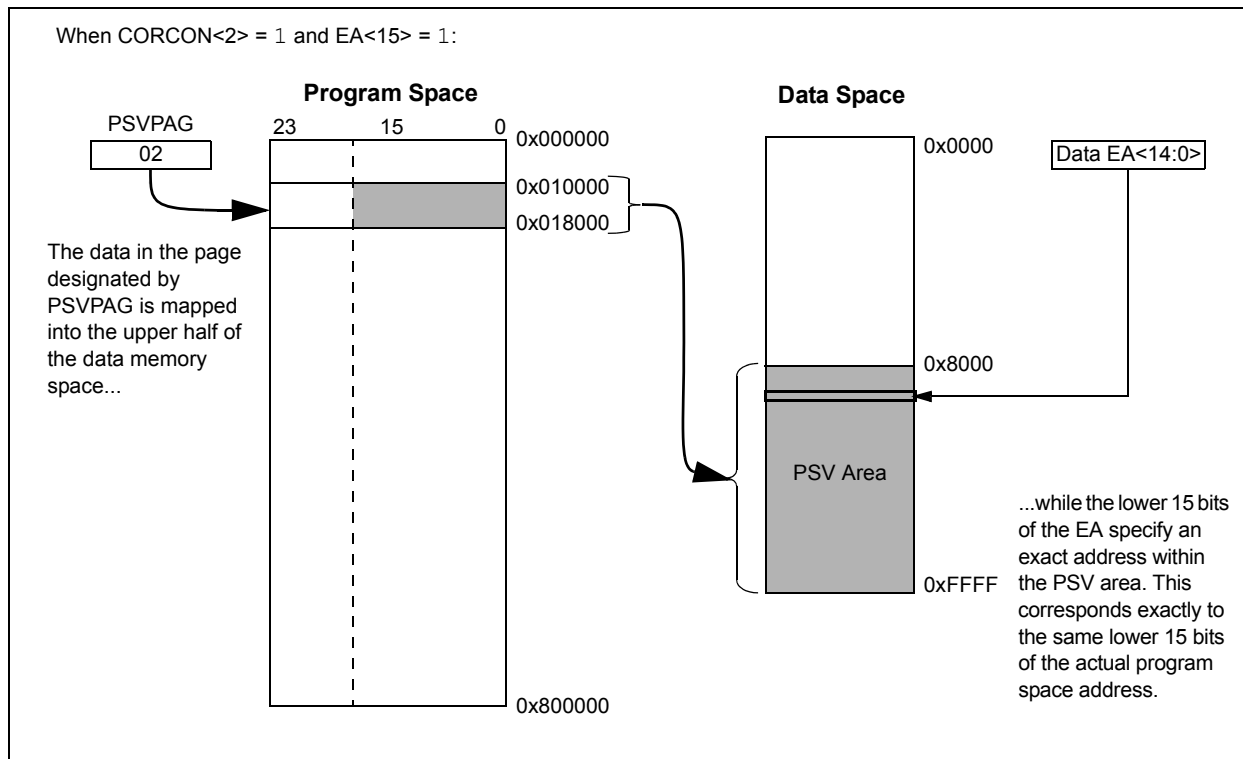 When CORCON<2> = 1 and EA<15> = 1:
Program Space
Data Space
PSVPAG
02
23 15 0
0x000000
0x010000
0x018000
0x800000
The data in the page
designated by
PSVPAG is mapped
into the upper half of
the data memory
space...
0x0000
0x8000
0xFFFF
PSV Area
Data EA<14:0>
...while the lower 15 bits
of the EA specify an
exact address within
the PSV area. This
corresponds exactly to
the same lower 15 bits
of the actual program
space address.